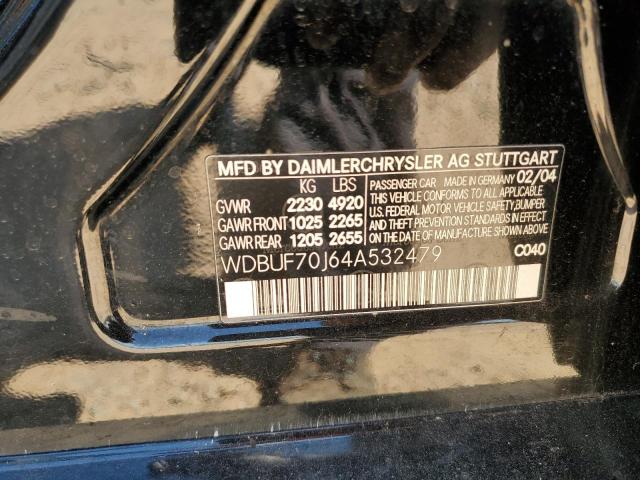 MFD BY DAIMLERCHRYSLER AG STUTTGART
KG LBS
GVWR 2230 4920
GAWR FRONT 1025 2265
GAWR REAR 1205 2655
PASSENGER CAR MADE IN GERMANY 02/04
THIS VEHICLE CONFORMS TO ALL APPLICABLE
U.S. FEDERAL MOTOR VEHICLE SAFETY,BUMPER
AND THEFT PREVENTION STANDARDS IN EFFECT
ON THE DATE OF MANUFACTURE SHOWN ABOVE.
WDBUF70J64A532479
C040